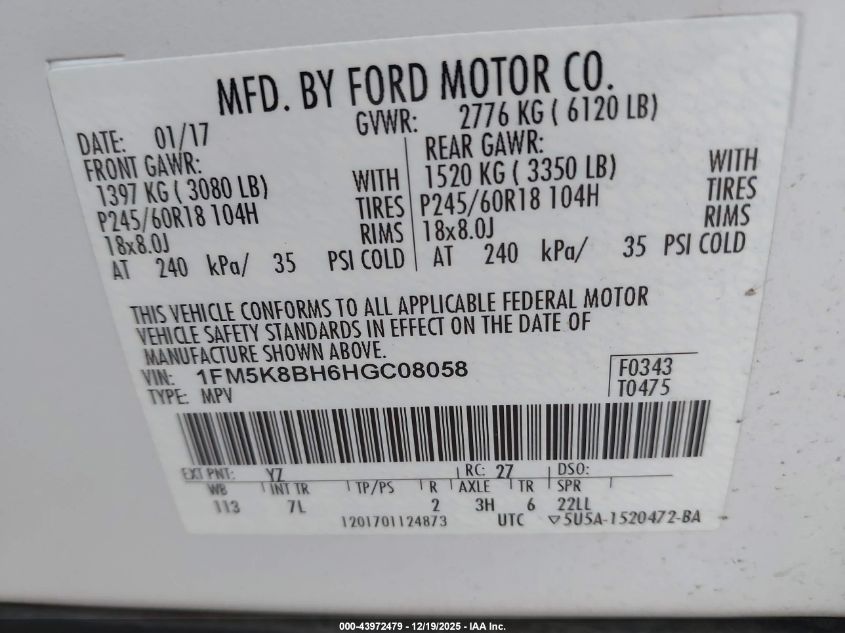 MFD. BY FORD MOTOR CO.
DATE: 01/17 GVWR: 2776 KG ( 6120 LB)
FRONT GAWR: REAR GAWR:
1397 KG ( 3080 LB) WITH 1520 KG ( 3350 LB) WITH
P245/60R18 104H TIRES P245/60R18 104H TIRES
18x8.0J RIMS 18x8.0J RIMS
AT 240 kPa/ 35 PSI COLD AT 240 kPa/ 35 PSI COLD
THIS VEHICLE CONFORMS TO ALL APPLICABLE FEDERAL MOTOR
VEHICLE SAFETY STANDARDS IN EFFECT ON THE DATE OF
MANUFACTURE SHOWN ABOVE.
VIN: 1FM5K8BH6HGC08058 F0343
TYPE: MPV T0475
EXT PNT: YZ RC: 27 DSO:
WB INT TR TP/PS R AXLE TR SPR
113 7L 2 3H 6 22LL
1201701124873 UTC ▽5U5A-1520472-BA
000-43972479 - 12/19/2025 - IAA Inc.